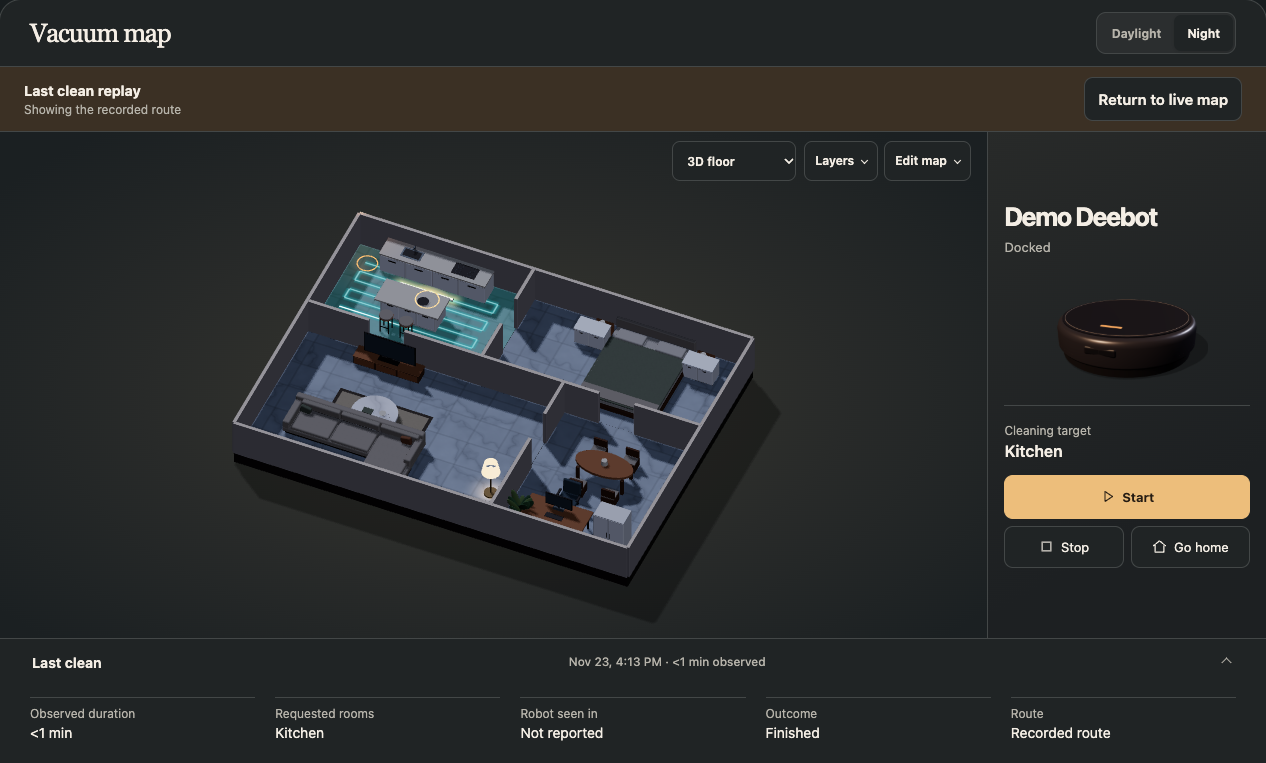 Vacuum map
Daylight
Night
Last clean replay
Showing the recorded route
Return to live map
3D floor
Layers
Edit map
Demo Deebot
Docked
Cleaning target
Kitchen
Start
Stop
Go home
Last clean
Nov 23, 4:13 PM · <1 min observed
Observed duration
<1 min
Requested rooms
Kitchen
Robot seen in
Not reported
Outcome
Finished
Route
Recorded route